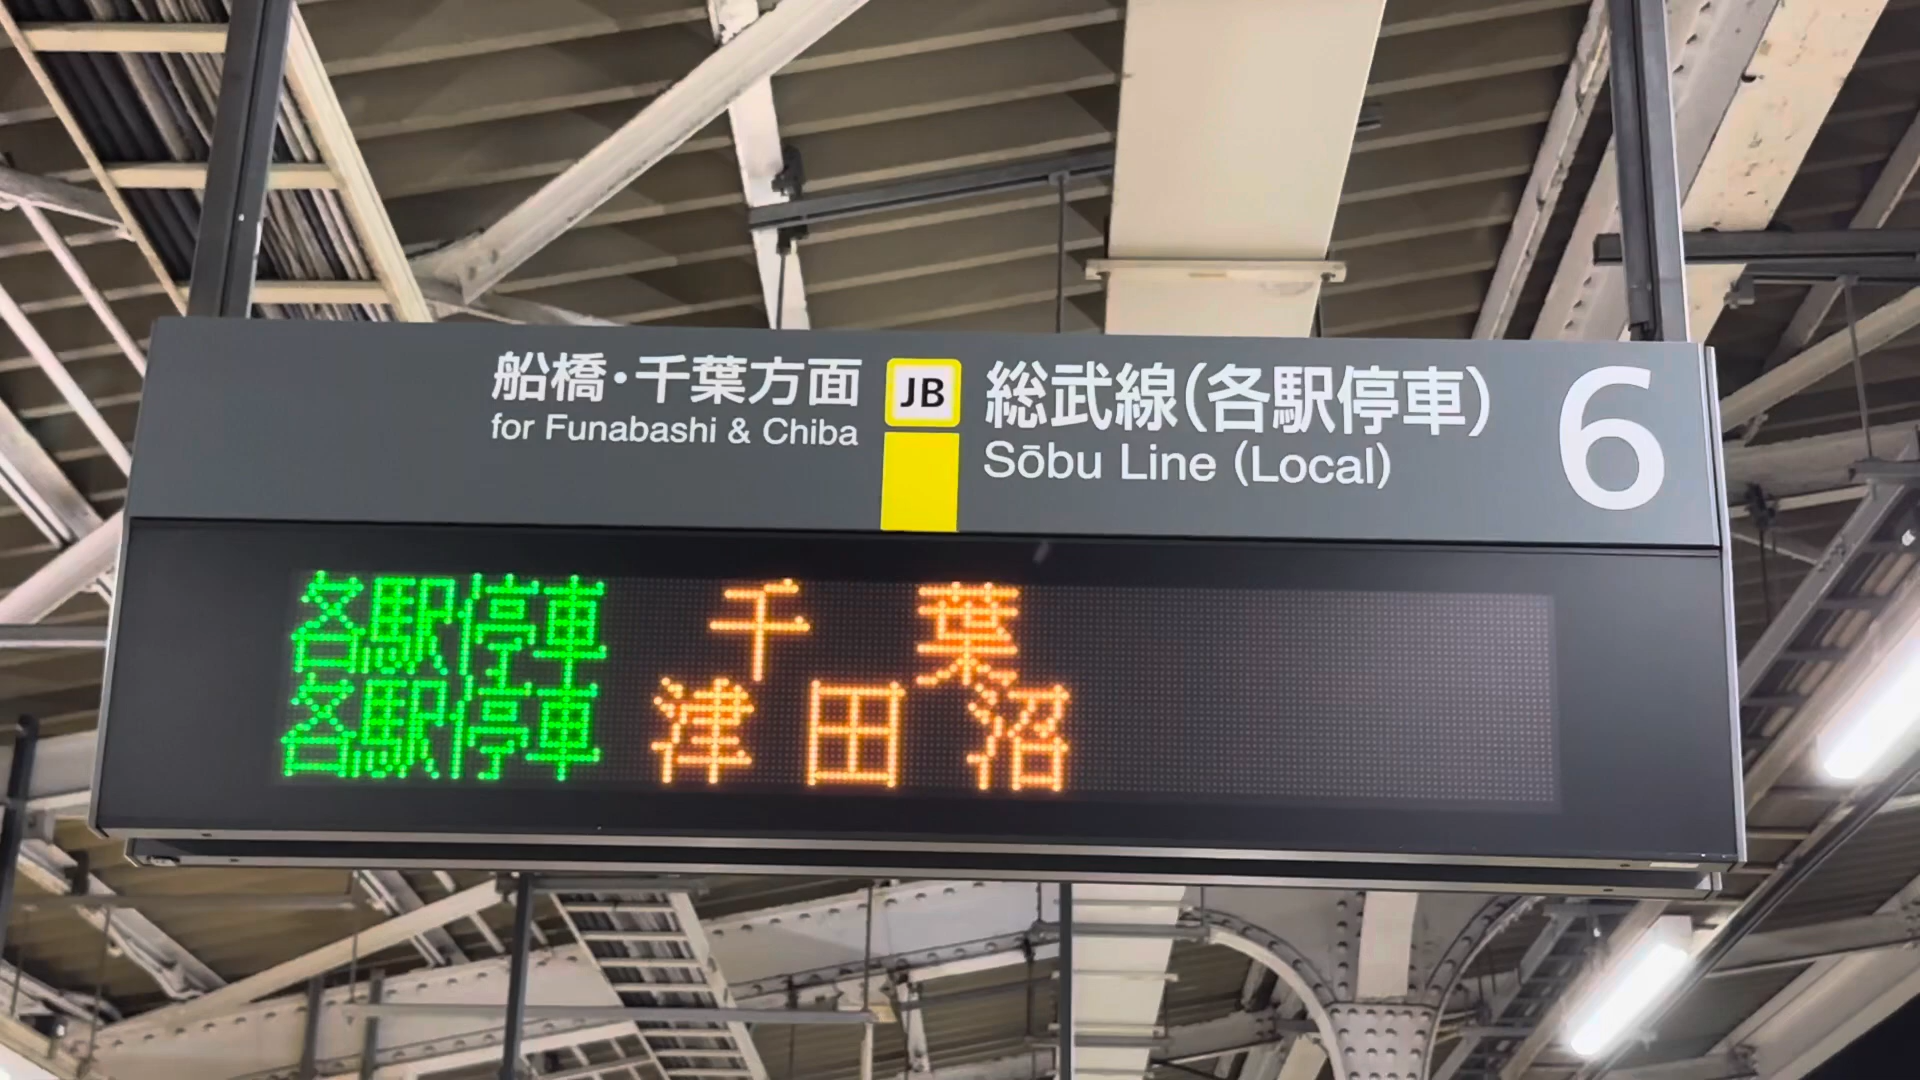 船橋・千葉方面
for Funabashi & Chiba
JB
総武線(各駅停車)
Sōbu Line (Local)
6
各駅停車 千葉
各駅停車 津田沼